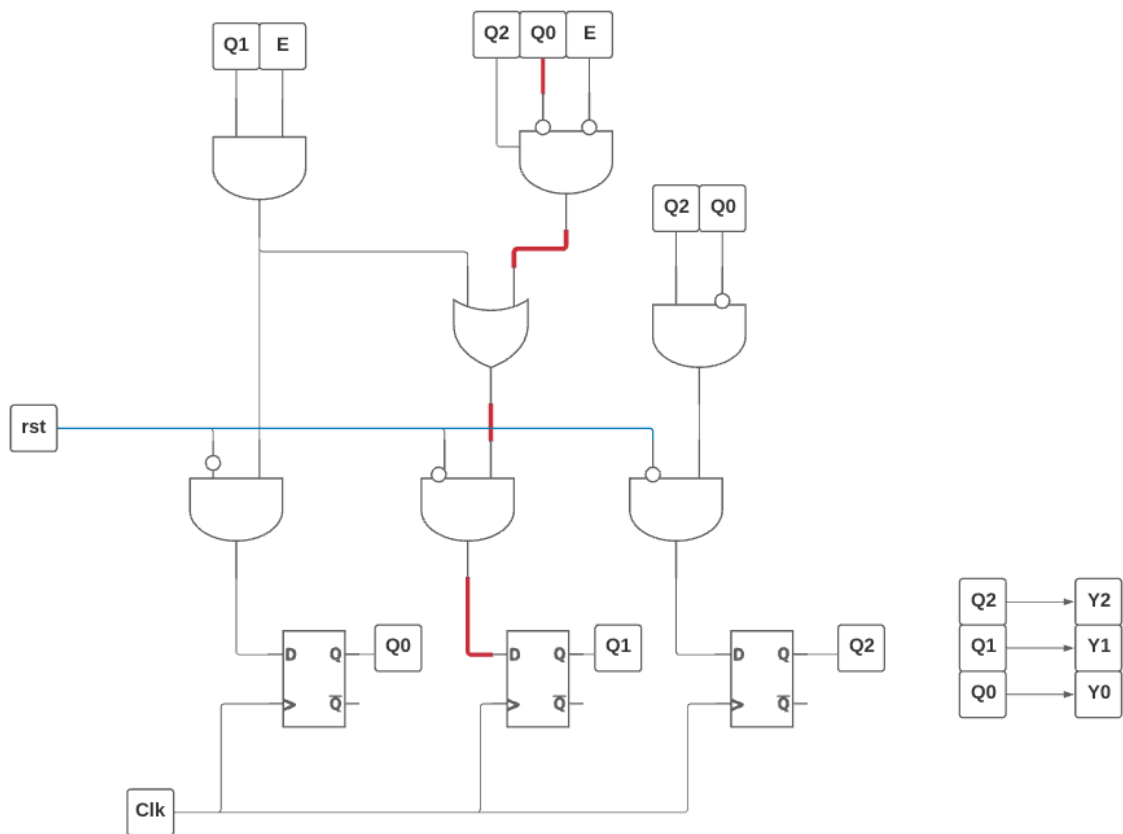 Q1 E
Q2 Q0 E
Q2 Q0
rst
D Q
Q̅
Q0
D Q
Q̅
Q1
D Q
Q̅
Q2
Clk
Q2 Y2
Q1 Y1
Q0 Y0